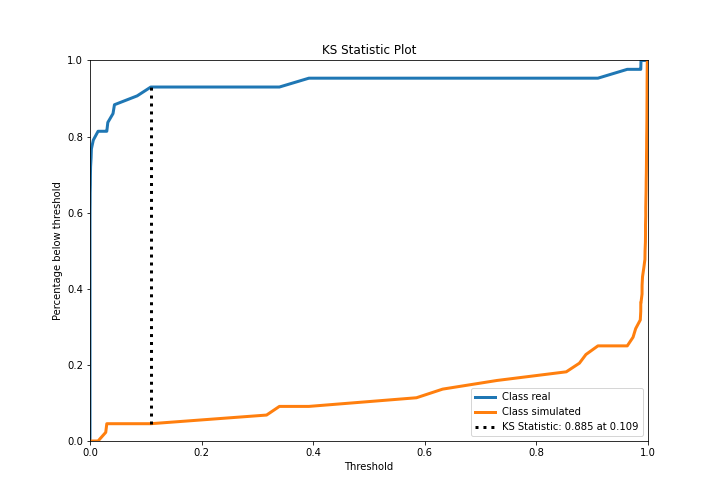 KS Statistic Plot
Percentage below threshold
1.0
0.8
0.6
0.4
0.2
0.0
0.0
0.2
0.4
0.6
0.8
1.0
Threshold
Class real
Class simulated
KS Statistic: 0.885 at 0.109